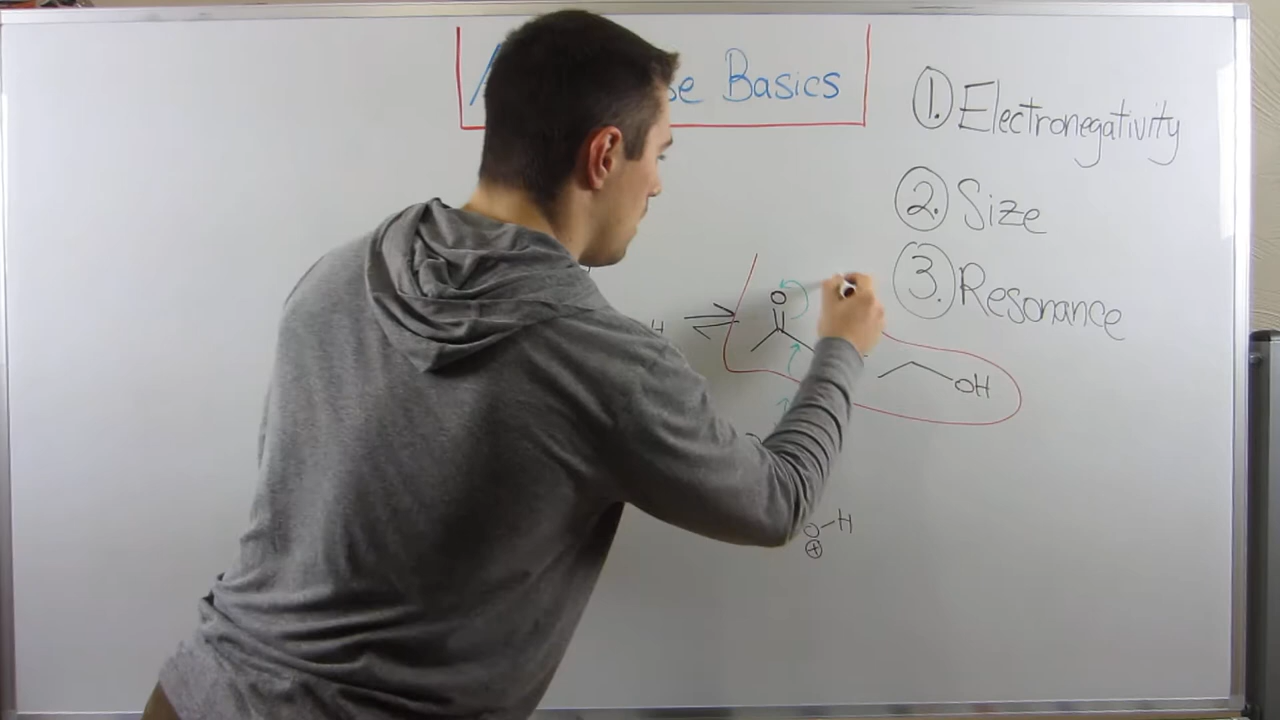 Basics
1. Electronegativity
2. Size
3. Resonance
O
H
OH
O-H
⊕